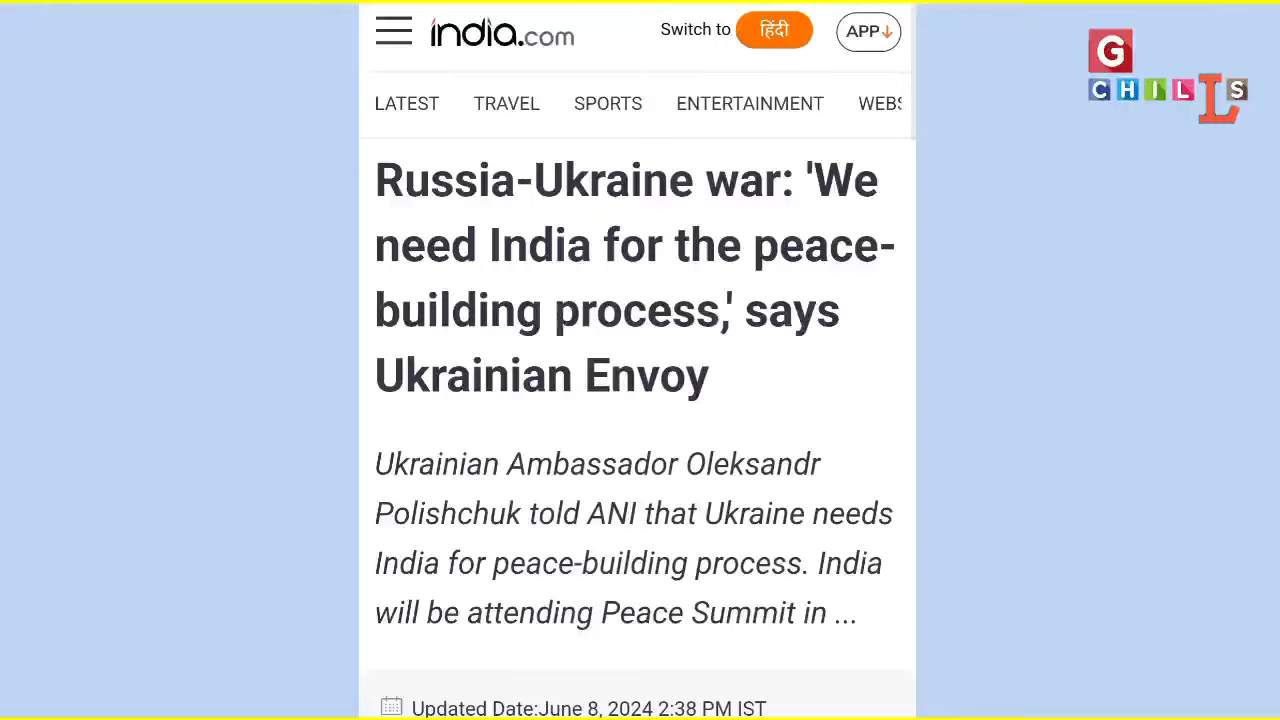 india.com
Switch to हिंदी APP↓
G
CHILLS
LATEST TRAVEL SPORTS ENTERTAINMENT WEBS
Russia-Ukraine war: 'We
need India for the peace-
building process,' says
Ukrainian Envoy
Ukrainian Ambassador Oleksandr
Polishchuk told ANI that Ukraine needs
India for peace-building process. India
will be attending Peace Summit in ...
Updated Date:June 8, 2024 2:38 PM IST